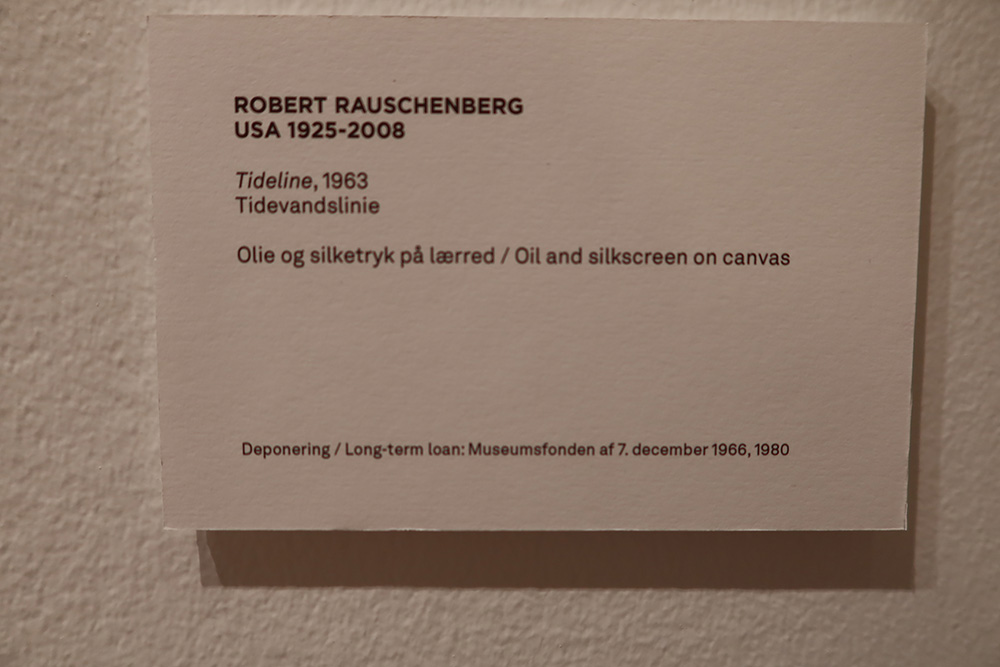 ROBERT RAUSCHENBERG
USA 1925-2008
Tideline, 1963
Tidevandslinie
Olie og silketryk på lærred / Oil and silkscreen on canvas
Deponering / Long-term loan: Museumsfonden af 7. december 1966, 1980